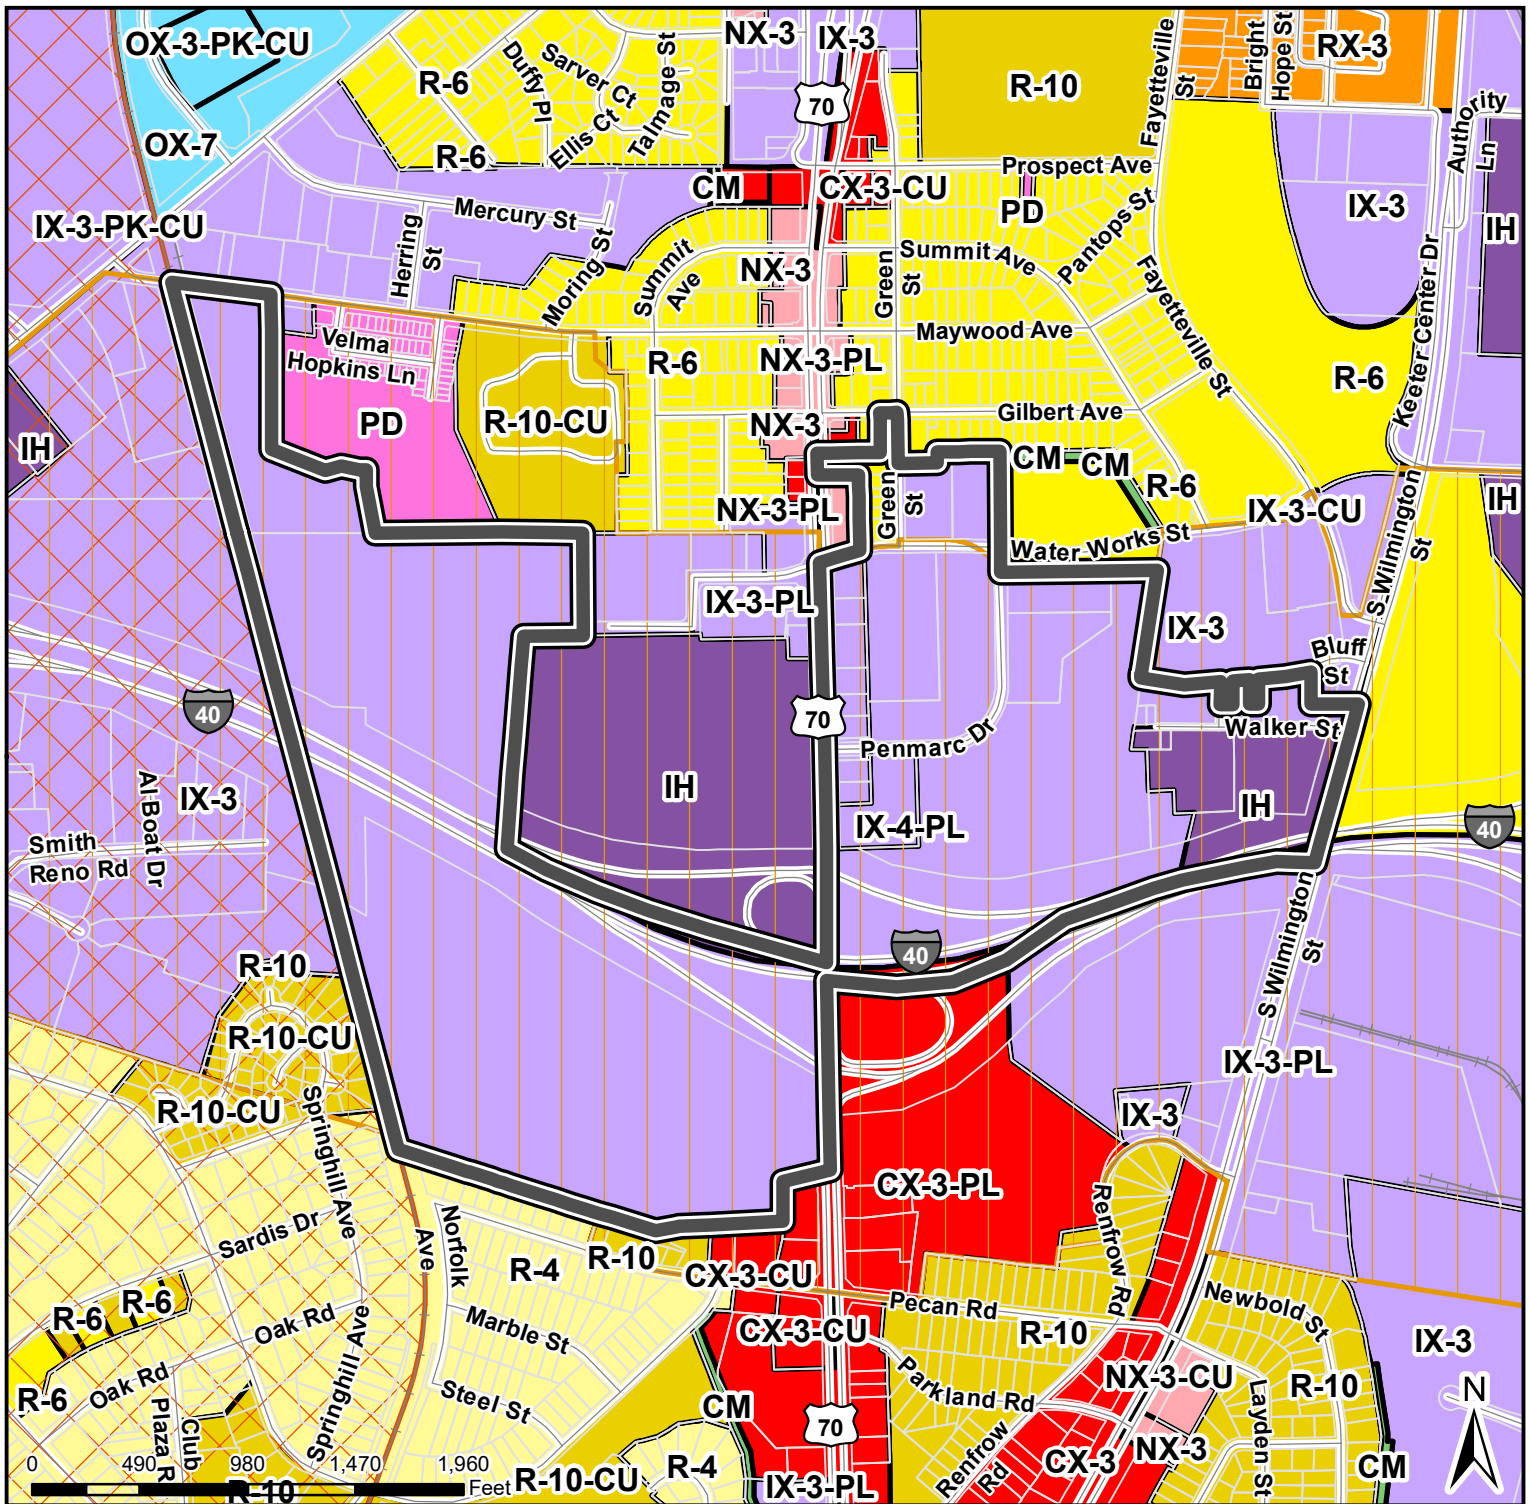 OX-3-PK-CU
NX-3
IX-3
R-6
Duffy Pl
Sarver Ct
Ellis Ct
Talmage St
70
R-10
Fayetteville
St
Bright
Hope St
RX-3
OX-7
R-6
Authority
Ln
Prospect Ave
CM
CX-3-CU
PD
IX-3
IH
IX-3-PK-CU
Mercury St
Herring
St
Moring St
Summit
Ave
NX-3
Green
St
Summit Ave
Pantops St
Fayetteville St
Keeter Center Dr
Velma
Hopkins Ln
Maywood Ave
R-6
NX-3-PL
R-6
PD
R-10-CU
NX-3
Gilbert Ave
IH
CM
CM
R-6
NX-3-PL
Green
St
IX-3-CU
IH
Water Works St
S Wilmington
St
IX-3-PL
IX-3
Bluff
St
40
70
Walker St
Penmarc Dr
IH
IH
IX-3
Al Boat Dr
IX-4-PL
40
Smith
Reno Rd
40
S Wilmington
St
R-10
R-10-CU
R-10-CU
IX-3-PL
IX-3
Springhill Ave
CX-3-PL
Renfrow Rd
Sardis Dr
Ave
Norfolk
R-4
R-10
CX-3-CU
Pecan Rd
Newbold St
R-6
R-6
Oak Rd
Springhill Ave
Marble St
CX-3-CU
R-10
IX-3
Parkland Rd
NX-3-CU
R-10
N
R-6
Oak Rd
Plaza R
Club
Steel St
CM
70
Renfrow
Rd
CX-3
NX-3
Layden St
CM
0 490 980 1,470 1,960
Feet
R-10
R-10-CU
R-4
IX-3-PL